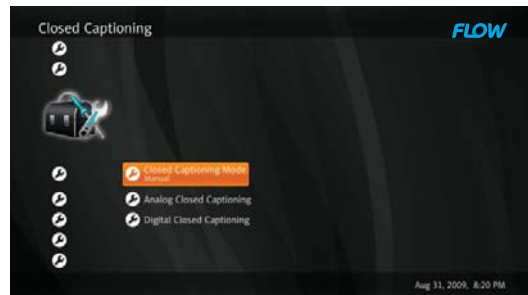 Closed Captioning
FLOW
Closed Captioning Mode
Manual
Analog Closed Captioning
Digital Closed Captioning
Aug 31, 2009, 8:20 PM